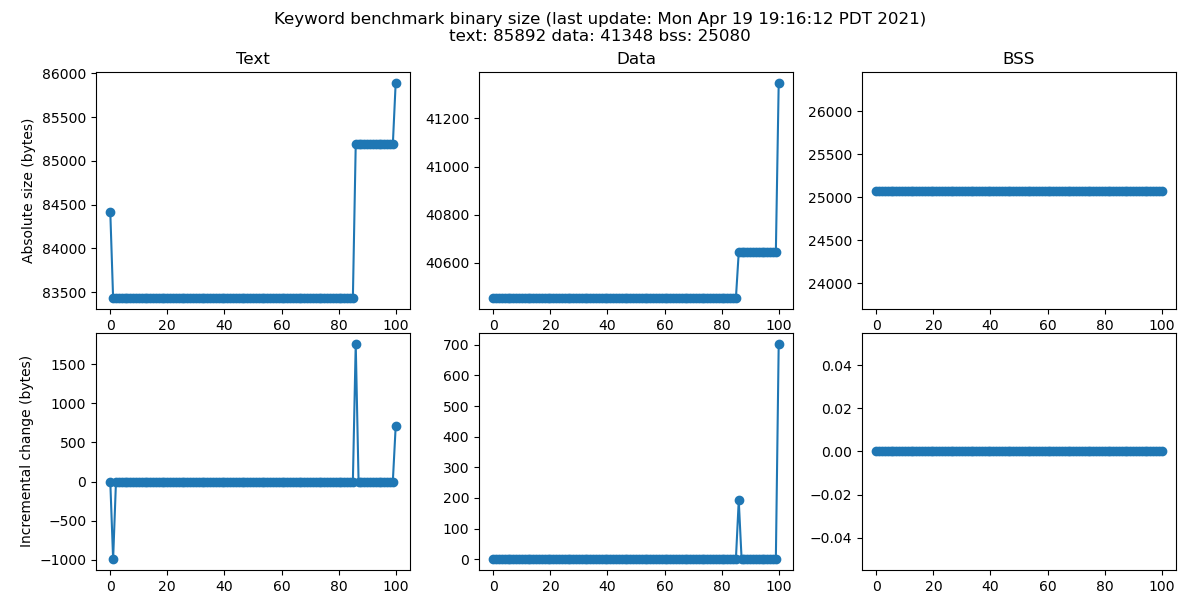 Keyword benchmark binary size (last update: Mon Apr 19 19:16:12 PDT 2021)
text: 85892 data: 41348 bss: 25080
Text
Absolute size (bytes)
86000
85500
85000
84500
84000
83500
0 20 40 60 80 100
Data
41200
41000
40800
40600
0 20 40 60 80 100
BSS
26000
25500
25000
24500
24000
0 20 40 60 80 100
Incremental change (bytes)
1500
1000
500
0
−500
−1000
0 20 40 60 80 100
700
600
500
400
300
200
100
0
0 20 40 60 80 100
0.04
0.02
0.00
−0.02
−0.04
0 20 40 60 80 100